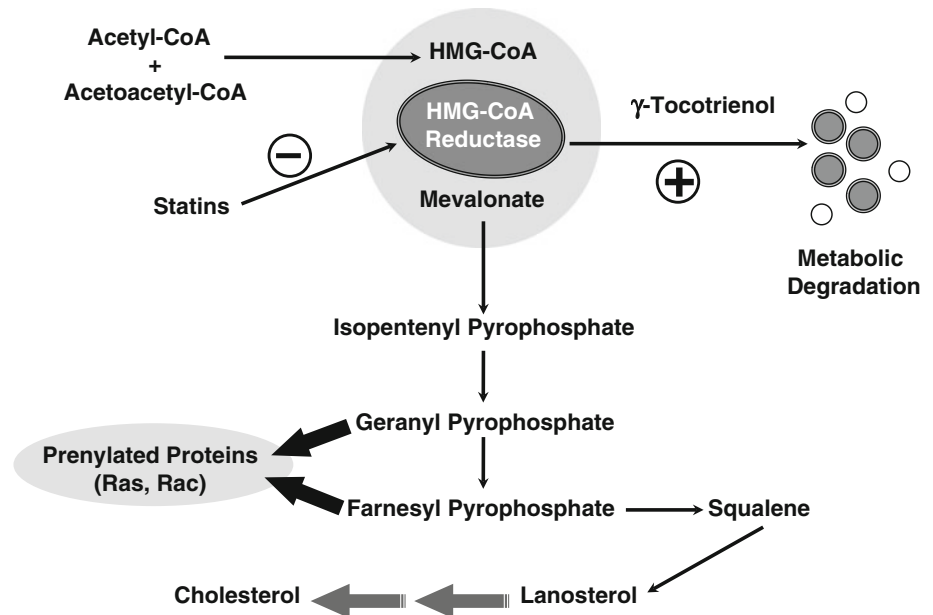 Acetyl-CoA
+
Acetoacetyl-CoA
HMG-CoA
HMG-CoA
Reductase
γ-Tocotrienol
−
+
Statins
Mevalonate
Metabolic
Degradation
Isopentenyl Pyrophosphate
Geranyl Pyrophosphate
Prenylated Proteins
(Ras, Rac)
Farnesyl Pyrophosphate
Squalene
Cholesterol
Lanosterol